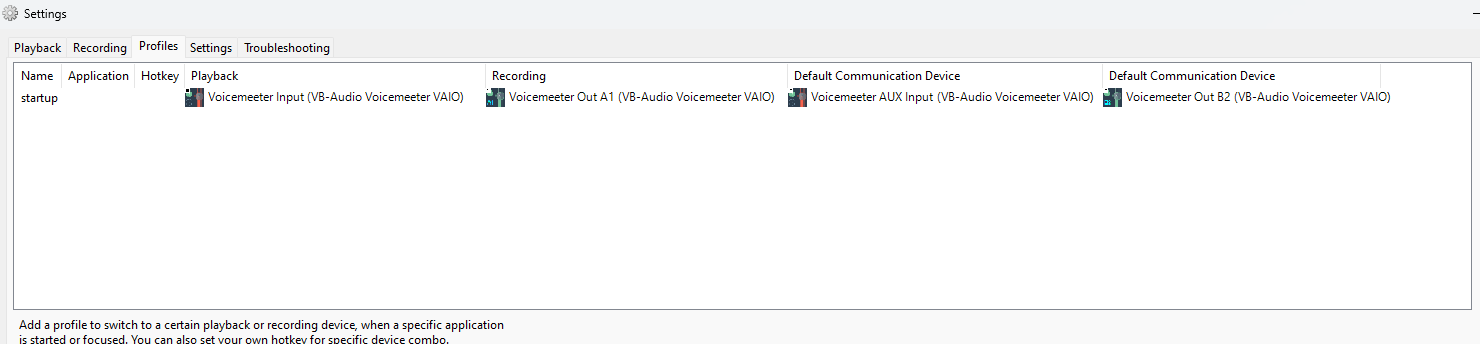 Settings
Playback Recording Profiles Settings Troubleshooting
Name Application Hotkey Playback Recording Default Communication Device Default Communication Device
startup Voicemeeter Input (VB-Audio Voicemeeter VAIO) Voicemeeter Out A1 (VB-Audio Voicemeeter VAIO) Voicemeeter AUX Input (VB-Audio Voicemeeter VAIO) Voicemeeter Out B2 (VB-Audio Voicemeeter VAIO)
Add a profile to switch to a certain playback or recording device, when a specific application
is started or focused. You can also set your own hotkey for specific device combo.